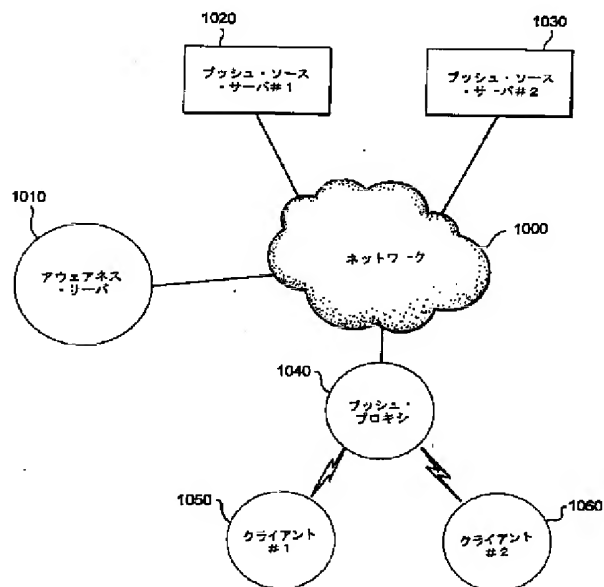 1020
プッシュ・ソース
・サーバ#1
1030
プッシュ・ソース
・サーバ#2
1010
アウェアネス
・サーバ
1000
ネットワーク
1040
プッシュ・
プロキシ
1050
クライアント
#1
1060
クライアント
#2